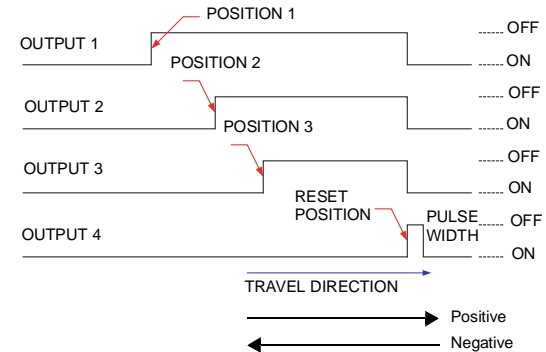 POSITION 1
OFF
OUTPUT 1
ON
POSITION 2
OFF
OUTPUT 2
ON
POSITION 3
OFF
OUTPUT 3
ON
RESET
POSITION
PULSE
WIDTH
OFF
OUTPUT 4
ON
TRAVEL DIRECTION
Positive
Negative